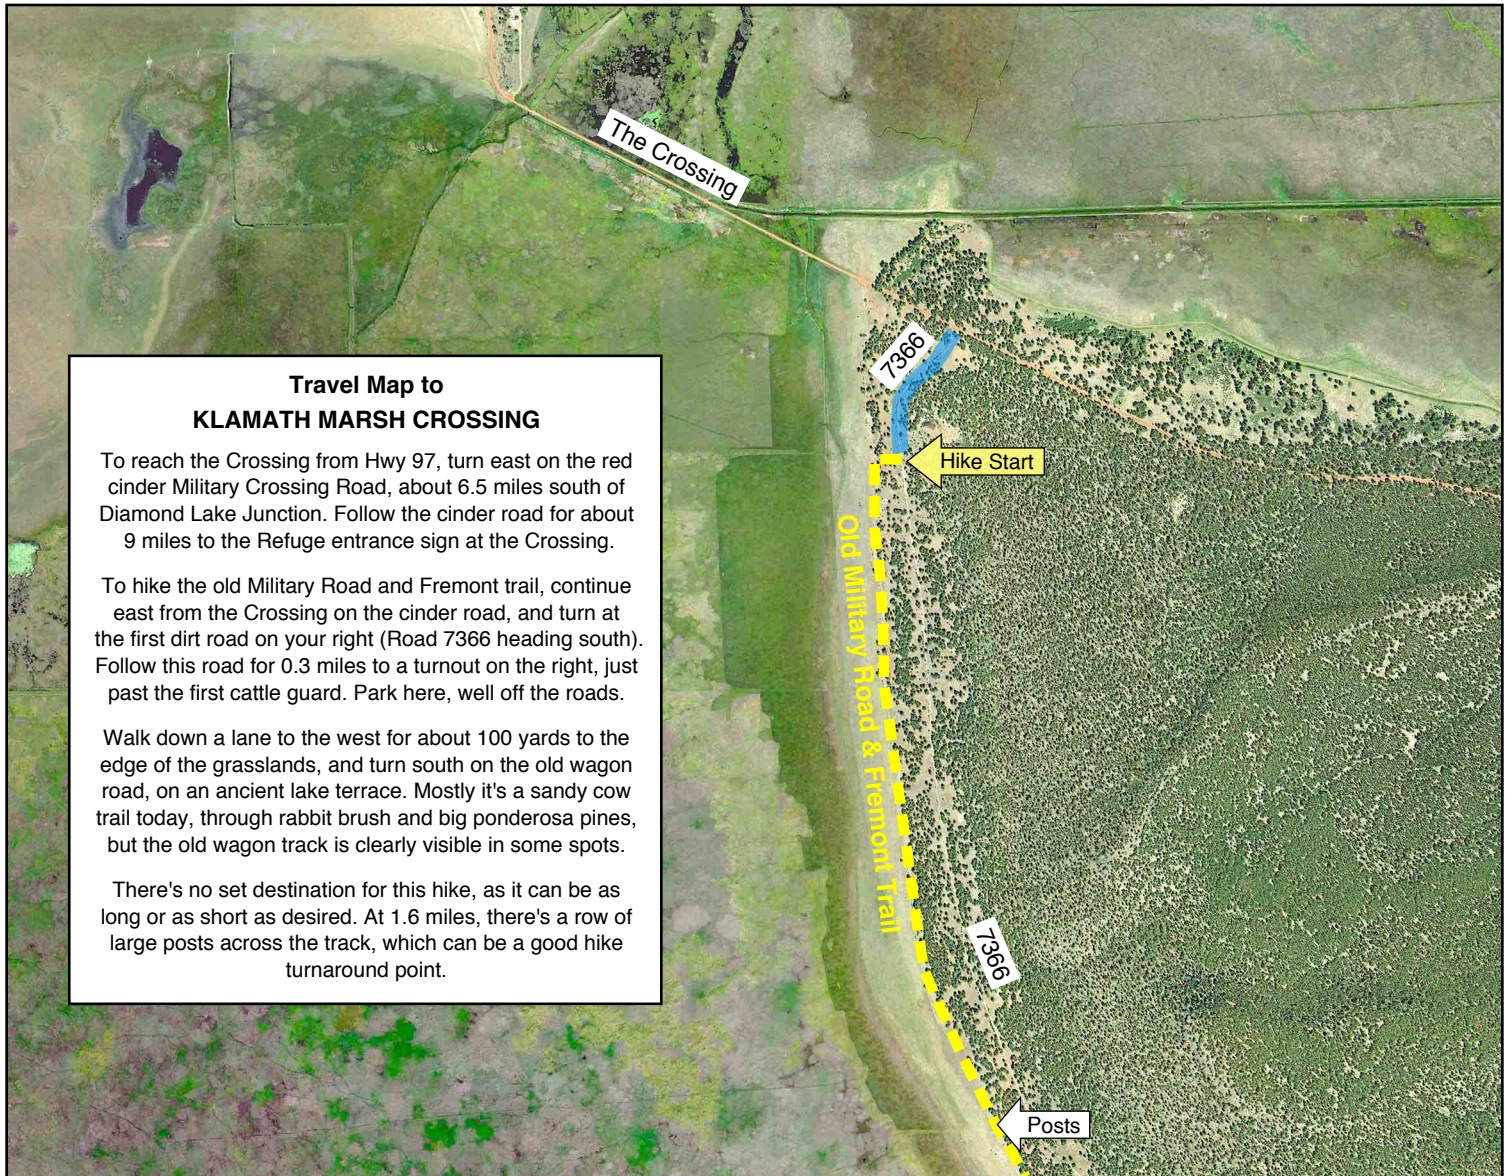 The Crossing
7366
Travel Map to
KLAMATH MARSH CROSSING
To reach the Crossing from Hwy 97, turn east on the red
cinder Military Crossing Road, about 6.5 miles south of
Diamond Lake Junction. Follow the cinder road for about
9 miles to the Refuge entrance sign at the Crossing.
To hike the old Military Road and Fremont trail, continue
east from the Crossing on the cinder road, and turn at
the first dirt road on your right (Road 7366 heading south).
Follow this road for 0.3 miles to a turnout on the right, just
past the first cattle guard. Park here, well off the roads.
Walk down a lane to the west for about 100 yards to the
edge of the grasslands, and turn south on the old wagon
road, on an ancient lake terrace. Mostly it's a sandy cow
trail today, through rabbit brush and big ponderosa pines,
but the old wagon track is clearly visible in some spots.
There's no set destination for this hike, as it can be as
long or as short as desired. At 1.6 miles, there's a row of
large posts across the track, which can be a good hike
turnaround point.
Hike Start
Old Military Road & Fremont Trail
7366
Posts